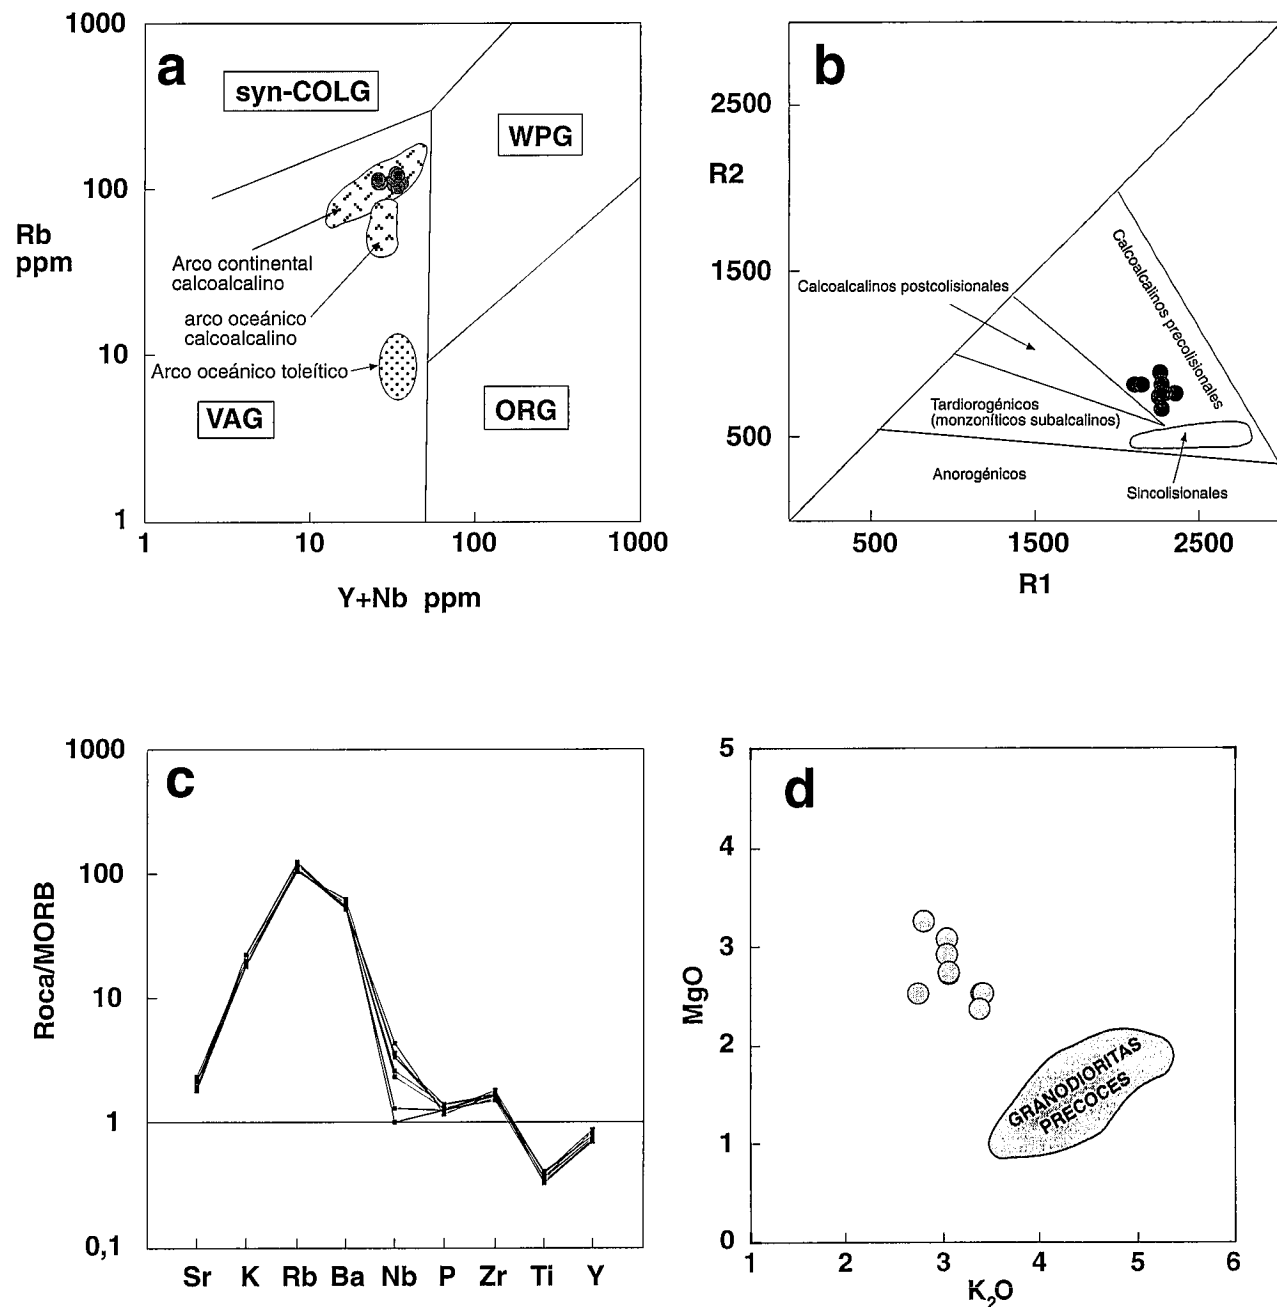 a
1000
100
10
1
Rb
ppm
syn-COLG
WPG
Arco continental
calcoalcalino
arco oceánico
calcoalcalino
Arco oceánico toleítico
VAG
ORG
1
10
100
1000
Y+Nb ppm
b
2500
R2
1500
500
Calcoalcalinos postcolisionales
Calcoalcalinos precolisionales
Tardiorogénicos
(monzoníticos subalcalinos)
Anorogénicos
Sincolisionales
500
1500
2500
R1
c
1000
100
10
1
0,1
Roca/MORB
Sr K Rb Ba Nb P Zr Ti Y
d
5
4
3
2
1
0
MgO
GRANODIORITAS
PRECOCES
1 2 3 4 5 6
K₂O